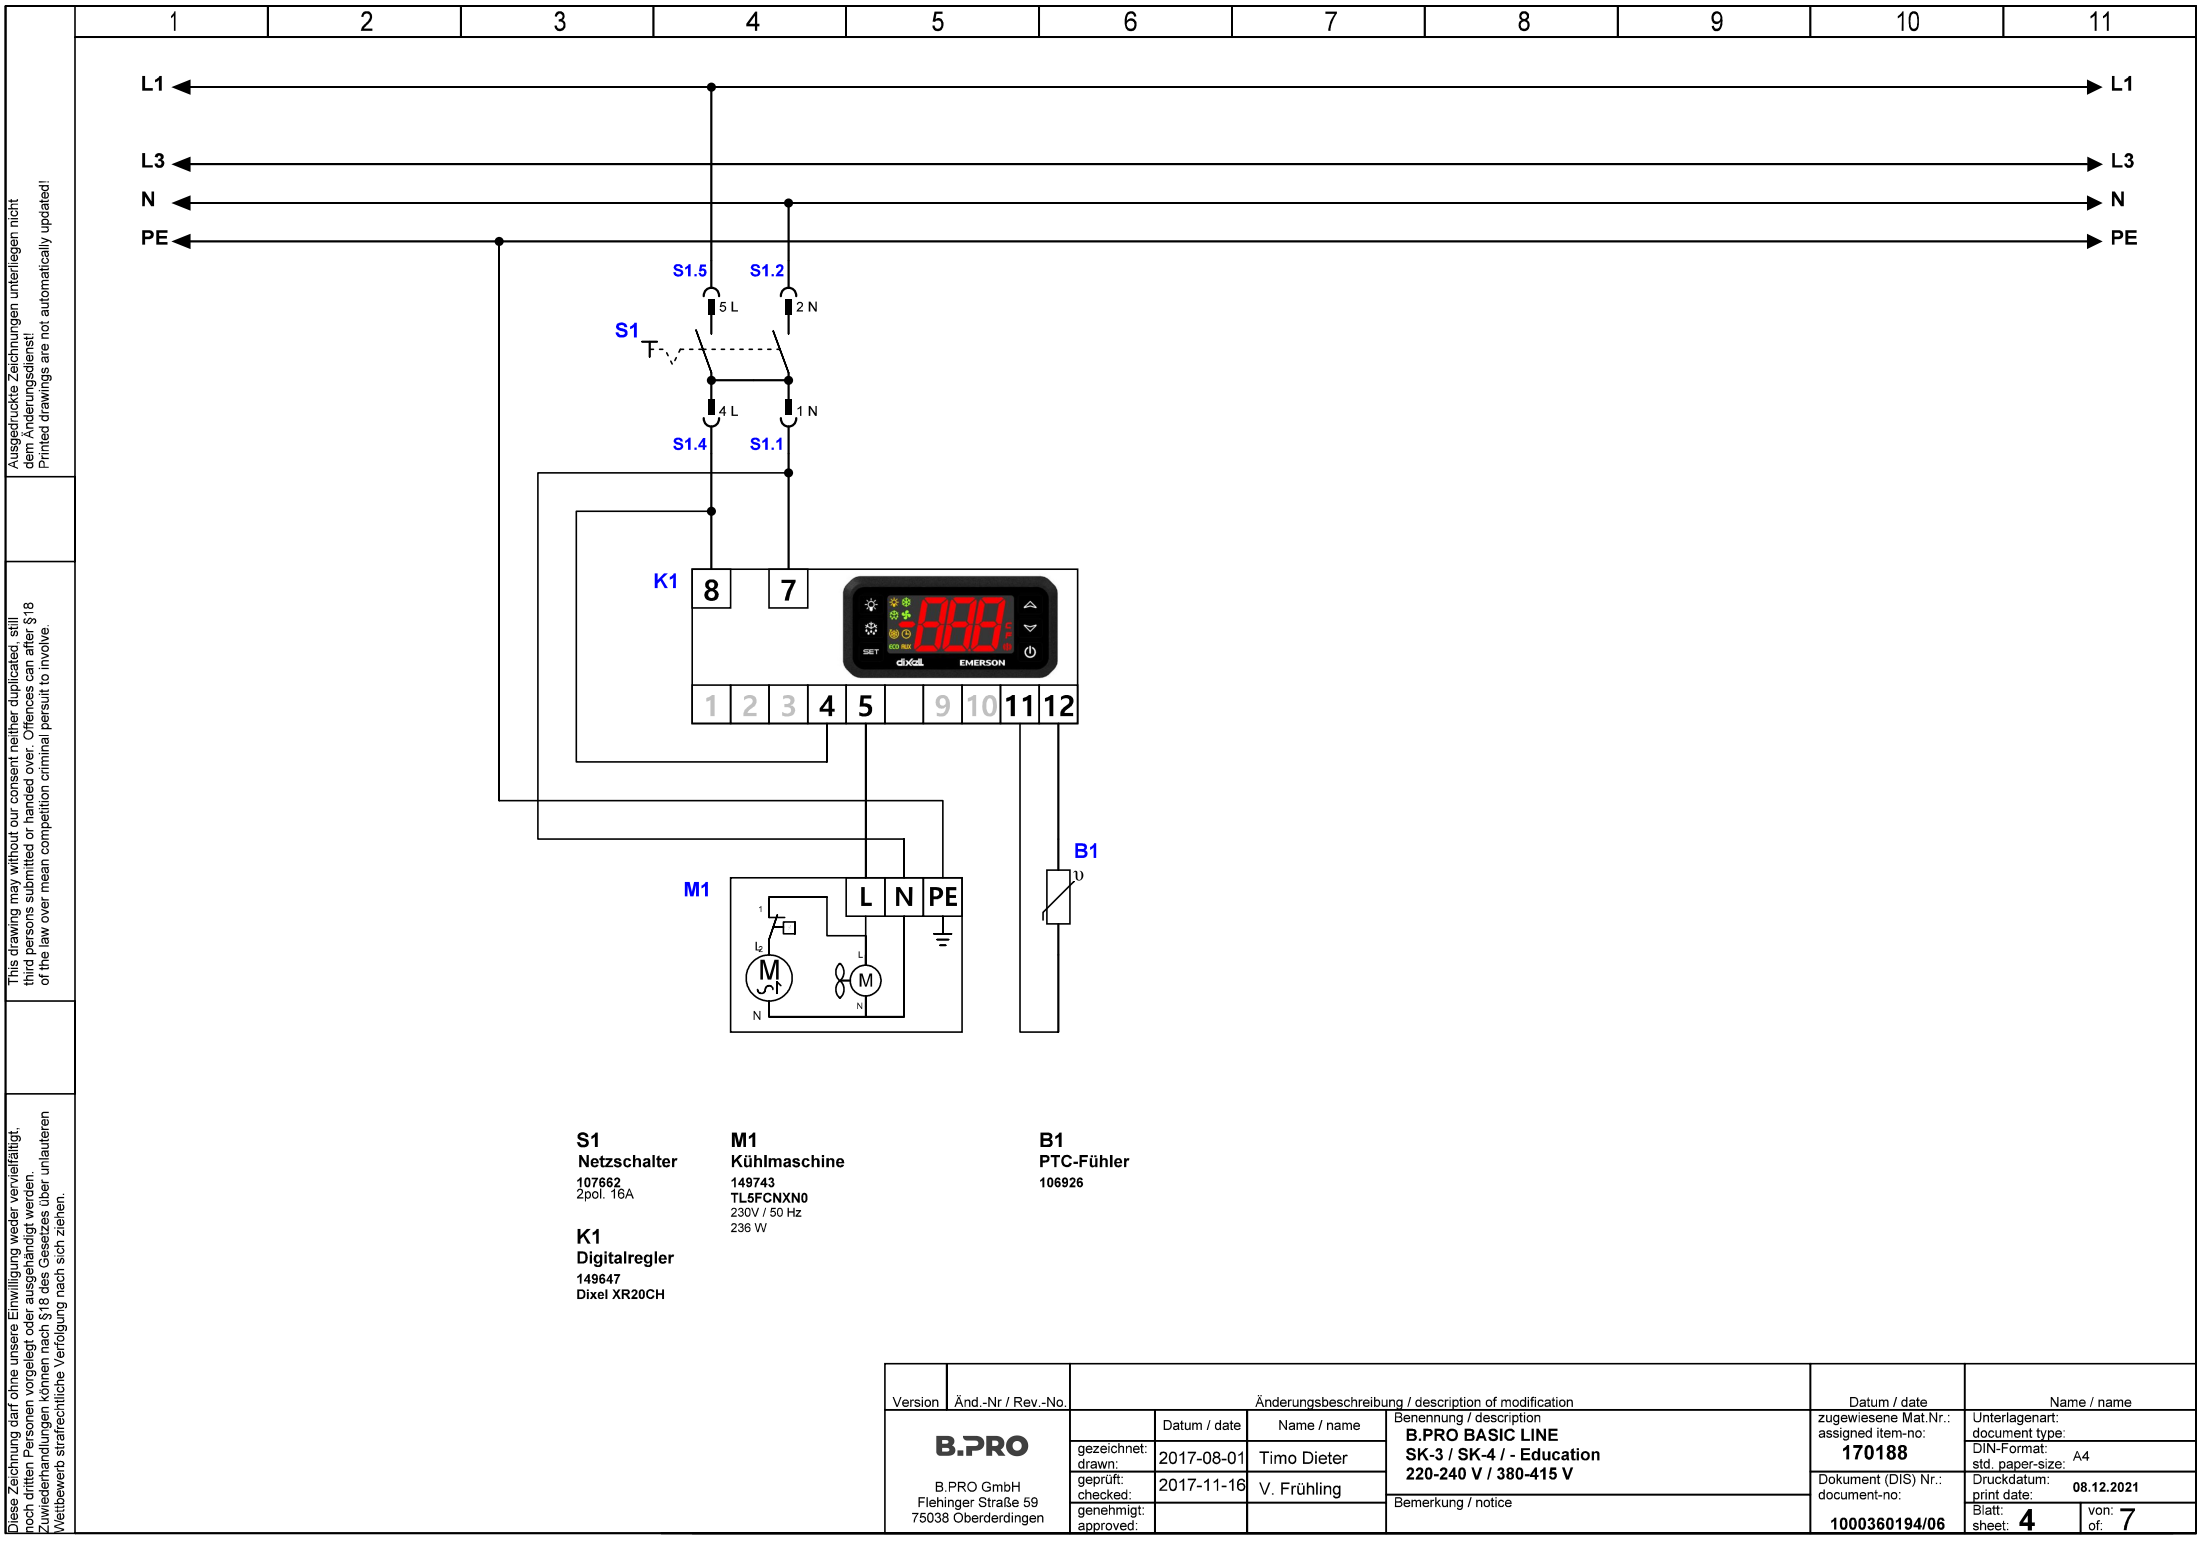 1 2 3 4 5 6 7 8 9 10 11
L1 L1
L3 L3
N N
PE PE
S1.5 S1.2
5 L 2 N
S1
4 L 1 N
S1.4 S1.1
K1
8 7
SET ECO AUX
dixell EMERSON
1 2 3 4 5 9 10 11 12
B1
υ
M1
L N PE
1
L2
M
L
M
N
N
S1
Netzschalter
107662
2pol. 16A
K1
Digitalregler
149647
Dixel XR20CH
M1
Kühlmaschine
149743
TL5FCNXN0
230V / 50 Hz
236 W
B1
PTC-Fühler
106926
Ausgedruckte Zeichnungen unterliegen nicht
dem Änderungsdienst!
Printed drawings are not automatically updated!
This drawing may without our consent neither duplicated, still
third persons submitted or handed over. Offences can after §18
of the law over mean competition criminal persuit to involve.
Diese Zeichnung darf ohne unsere Einwilligung weder vervielfältigt,
noch dritten Personen vorgelegt oder ausgehändigt werden.
Zuwiederhandlungen können nach §18 des Gesetzes über unlauteren
Wettbewerb strafrechtliche Verfolgung nach sich ziehen.
Version Änd.-Nr / Rev.-No. Änderungsbeschreibung / description of modification Datum / date Name / name
B.PRO
B.PRO GmbH
Flehinger Straße 59
75038 Oberderdingen
Datum / date Name / name
gezeichnet:
drawn: 2017-08-01 Timo Dieter
geprüft:
checked: 2017-11-16 V. Frühling
genehmigt:
approved:
Benennung / description
B.PRO BASIC LINE
SK-3 / SK-4 / - Education
220-240 V / 380-415 V
Bemerkung / notice
zugewiesene Mat.Nr.:
assigned item-no:
170188
Dokument (DIS) Nr.:
document-no:
1000360194/06
Unterlagenart:
document type:
DIN-Format:
std. paper-size: A4
Druckdatum:
print date: 08.12.2021
Blatt:
sheet: 4
von:
of: 7